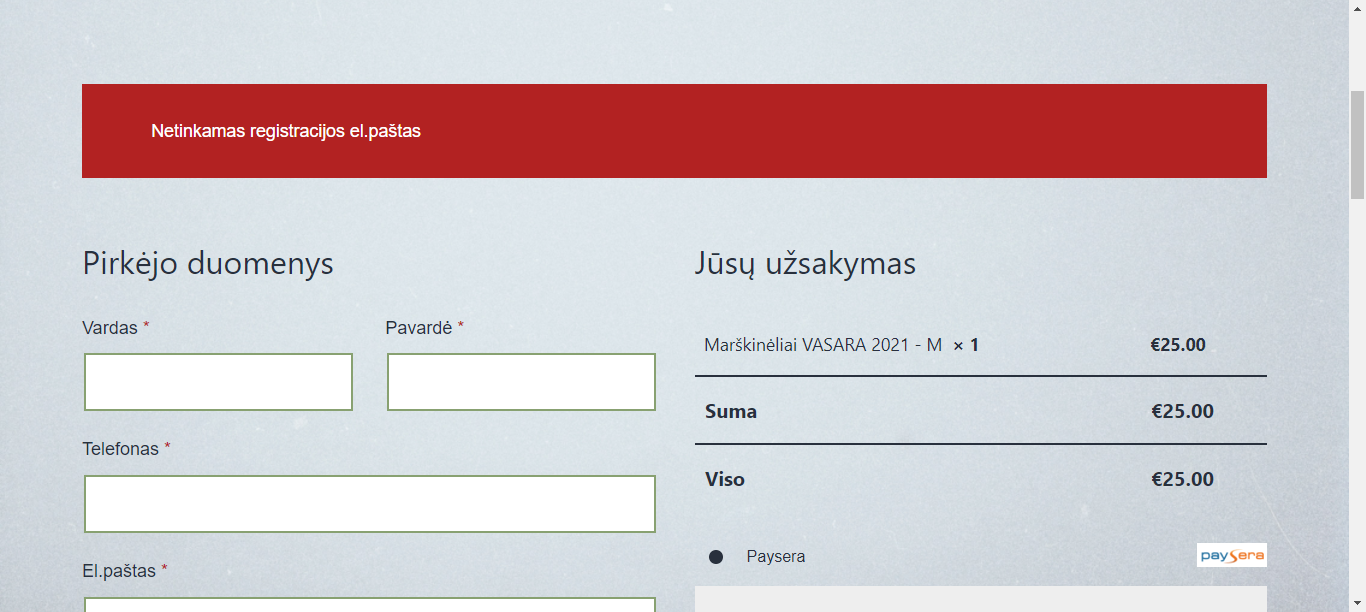 Netinkamas registracijos el.paštas
Pirkėjo duomenys
Vardas *
Pavardė *
Telefonas *
El.paštas *
Jūsų užsakymas
Marškinėliai VASARA 2021 - M × 1 €25.00
Suma €25.00
Viso €25.00
Paysera
paysera